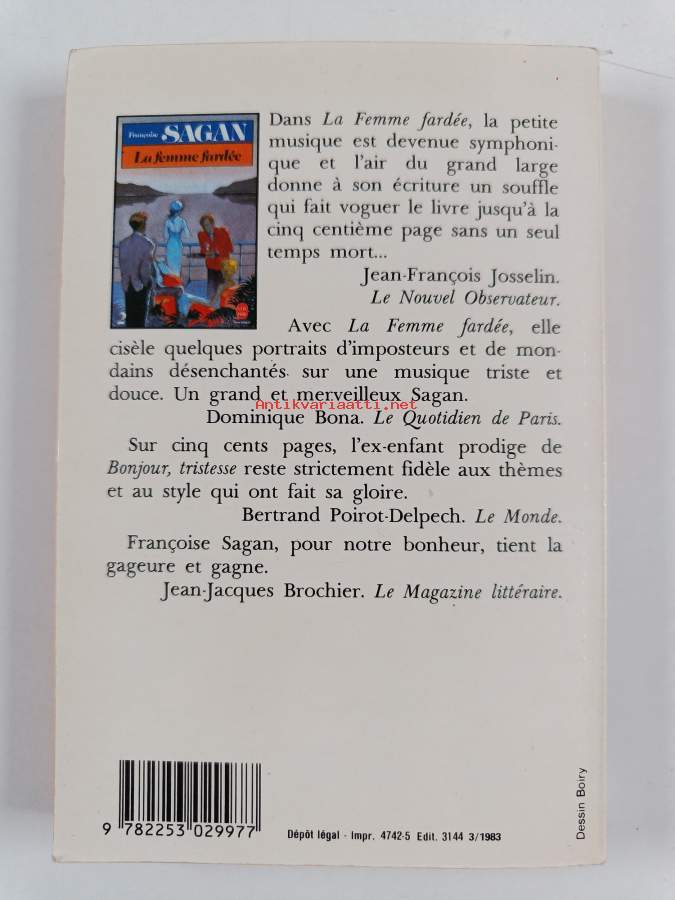 Françoise SAGAN
La femme fardée
Dans La Femme fardée, la petite
musique est devenue symphoni-
que et l'air du grand large
donne à son écriture un souffle
qui fait voguer le livre jusqu'à la
cinq centième page sans un seul
temps mort...
Jean-François Josselin.
Le Nouvel Observateur.
Avec La Femme fardée, elle
cisèle quelques portraits d'imposteurs et de mon-
dains désenchantés sur une musique triste et
douce. Un grand et merveilleux Sagan.
Antikvariaatti.net
Dominique Bona. Le Quotidien de Paris.
Sur cinq cents pages, l'ex-enfant prodige de
Bonjour, tristesse reste strictement fidèle aux thèmes
et au style qui ont fait sa gloire.
Bertrand Poirot-Delpech. Le Monde.
Françoise Sagan, pour notre bonheur, tient la
gageure et gagne.
Jean-Jacques Brochier. Le Magazine littéraire.
9 782253 029977
Dépôt légal - Impr. 4742-5 Edit. 3144 3/1983
Dessin Boiry